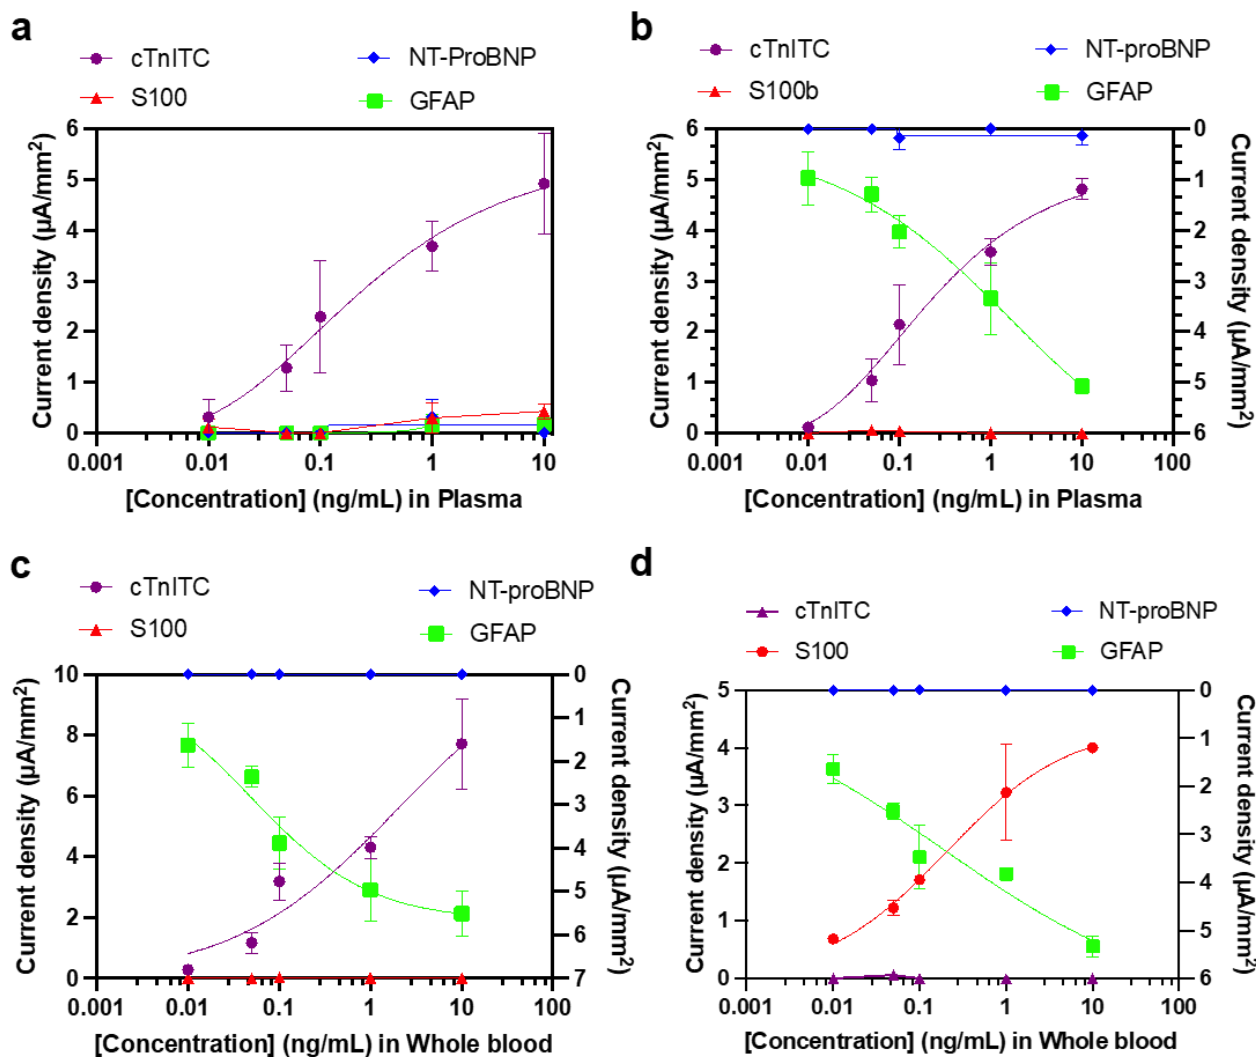 a
cTnITC
NT-ProBNP
S100
GFAP
Current density (µA/mm²)
6
5
4
3
2
1
0
0.001
0.01
0.1
1
10
[Concentration] (ng/mL) in Plasma
b
cTnITC
NT-proBNP
S100b
GFAP
Current density (µA/mm²)
6
5
4
3
2
1
0
0
1
2
3
4
5
6
Current density (µA/mm²)
0.001
0.01
0.1
1
10
100
[Concentration] (ng/mL) in Plasma
c
cTnITC
NT-proBNP
S100
GFAP
Current density (µA/mm²)
10
8
6
4
2
0
0
1
2
3
4
5
6
7
Current density (µA/mm²)
0.001
0.01
0.1
1
10
100
[Concentration] (ng/mL) in Whole blood
d
cTnITC
NT-proBNP
S100
GFAP
Current density (µA/mm²)
5
4
3
2
1
0
0
1
2
3
4
5
6
Current density (µA/mm²)
0.001
0.01
0.1
1
10
100
[Concentration] (ng/mL) in Whole blood